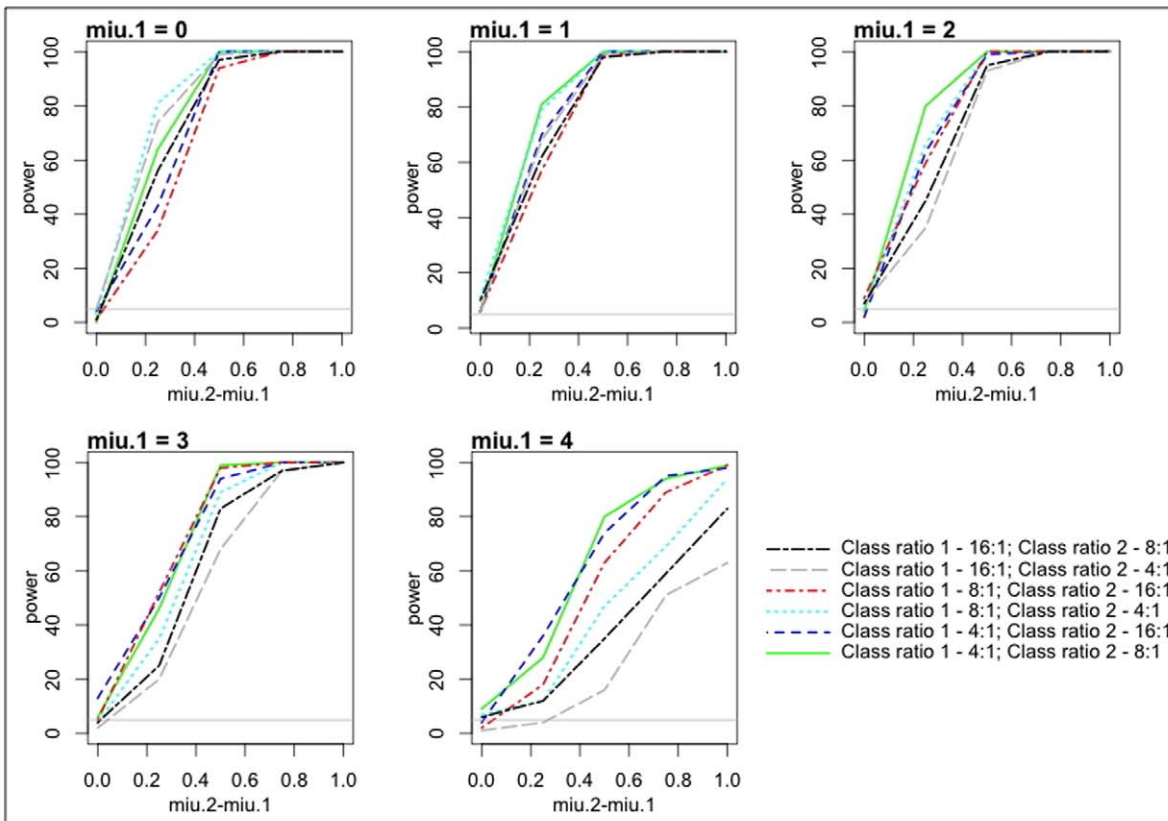 miu.1 = 0
power
0
20
40
60
80
100
0.0 0.2 0.4 0.6 0.8 1.0
miu.2-miu.1
miu.1 = 1
power
0
20
40
60
80
100
0.0 0.2 0.4 0.6 0.8 1.0
miu.2-miu.1
miu.1 = 2
power
0
20
40
60
80
100
0.0 0.2 0.4 0.6 0.8 1.0
miu.2-miu.1
miu.1 = 3
power
0
20
40
60
80
100
0.0 0.2 0.4 0.6 0.8 1.0
miu.2-miu.1
miu.1 = 4
power
0
20
40
60
80
100
0.0 0.2 0.4 0.6 0.8 1.0
miu.2-miu.1
Class ratio 1 - 16:1; Class ratio 2 - 8:1
Class ratio 1 - 16:1; Class ratio 2 - 4:1
Class ratio 1 - 8:1; Class ratio 2 - 16:1
Class ratio 1 - 8:1; Class ratio 2 - 4:1
Class ratio 1 - 4:1; Class ratio 2 - 16:1
Class ratio 1 - 4:1; Class ratio 2 - 8:1